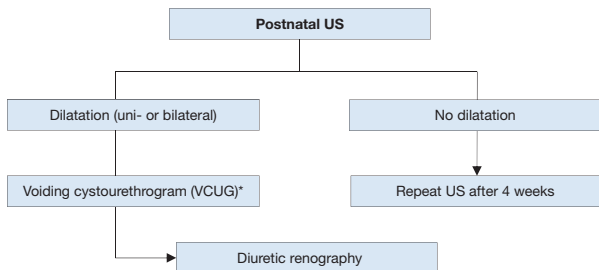 Postnatal US
Dilatation (uni- or bilateral)
No dilatation
Voiding cystourethrogram (VCUG)*
Repeat US after 4 weeks
Diuretic renography